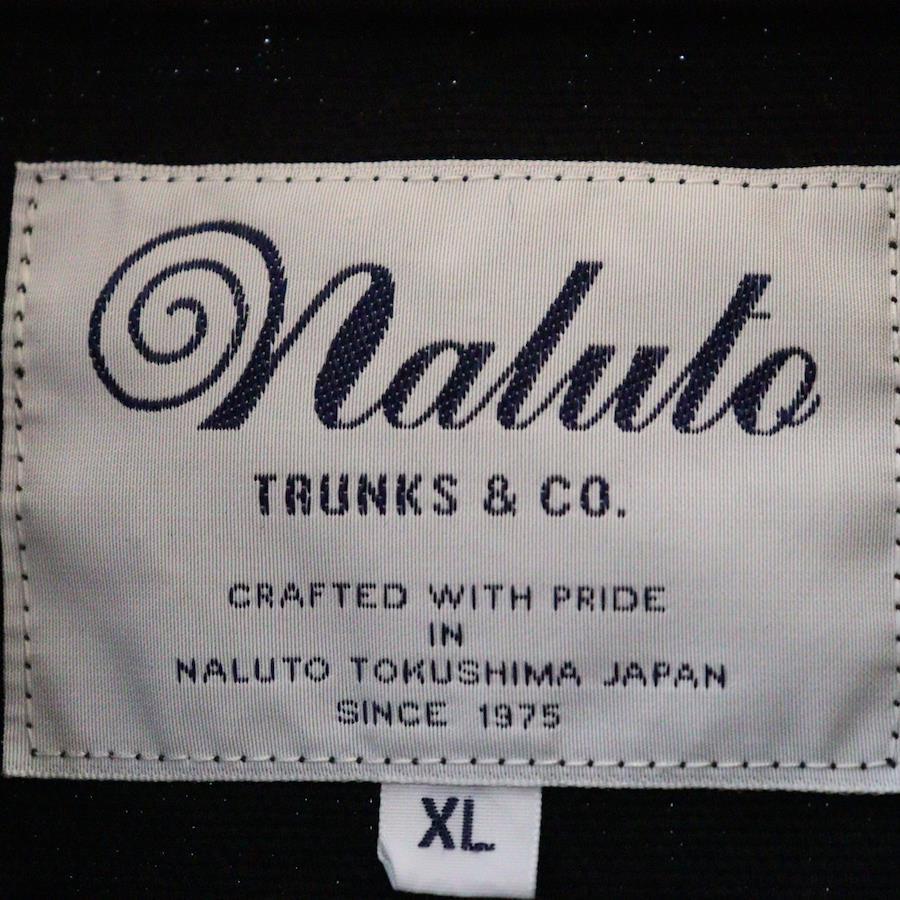 Naluto
TRUNKS & CO.
CRAFTED WITH PRIDE
IN
NALUTO TOKUSHIMA JAPAN
SINCE 1975
XL